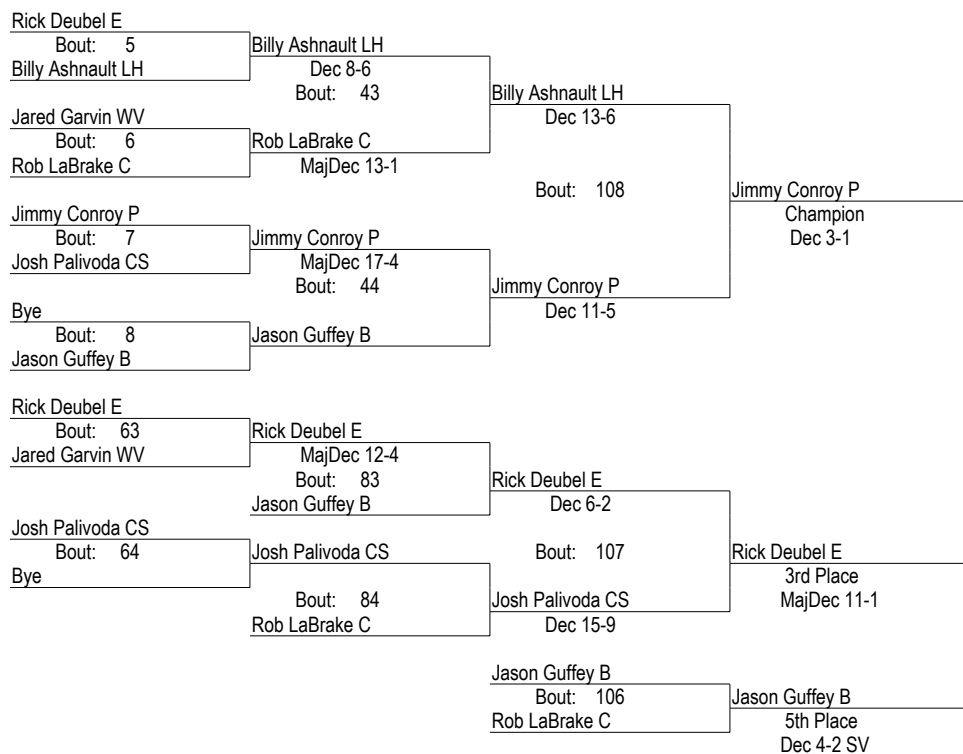 Rick Deubel E
Bout: 5
Billy Ashnault LH
Billy Ashnault LH
Dec 8-6
Bout: 43
Billy Ashnault LH
Dec 13-6
Jared Garvin WV
Bout: 6
Rob LaBrake C
Rob LaBrake C
MajDec 13-1
Bout: 108
Jimmy Conroy P
Champion
Dec 3-1
Jimmy Conroy P
Bout: 7
Josh Palivoda CS
Jimmy Conroy P
MajDec 17-4
Bout: 44
Jimmy Conroy P
Dec 11-5
Bye
Bout: 8
Jason Guffey B
Jason Guffey B
Rick Deubel E
Bout: 63
Jared Garvin WV
Rick Deubel E
MajDec 12-4
Bout: 83
Jason Guffey B
Rick Deubel E
Dec 6-2
Josh Palivoda CS
Bout: 64
Bye
Josh Palivoda CS
Bout: 107
Rick Deubel E
3rd Place
MajDec 11-1
Bout: 84
Rob LaBrake C
Josh Palivoda CS
Dec 15-9
Jason Guffey B
Bout: 106
Rob LaBrake C
Jason Guffey B
5th Place
Dec 4-2 SV